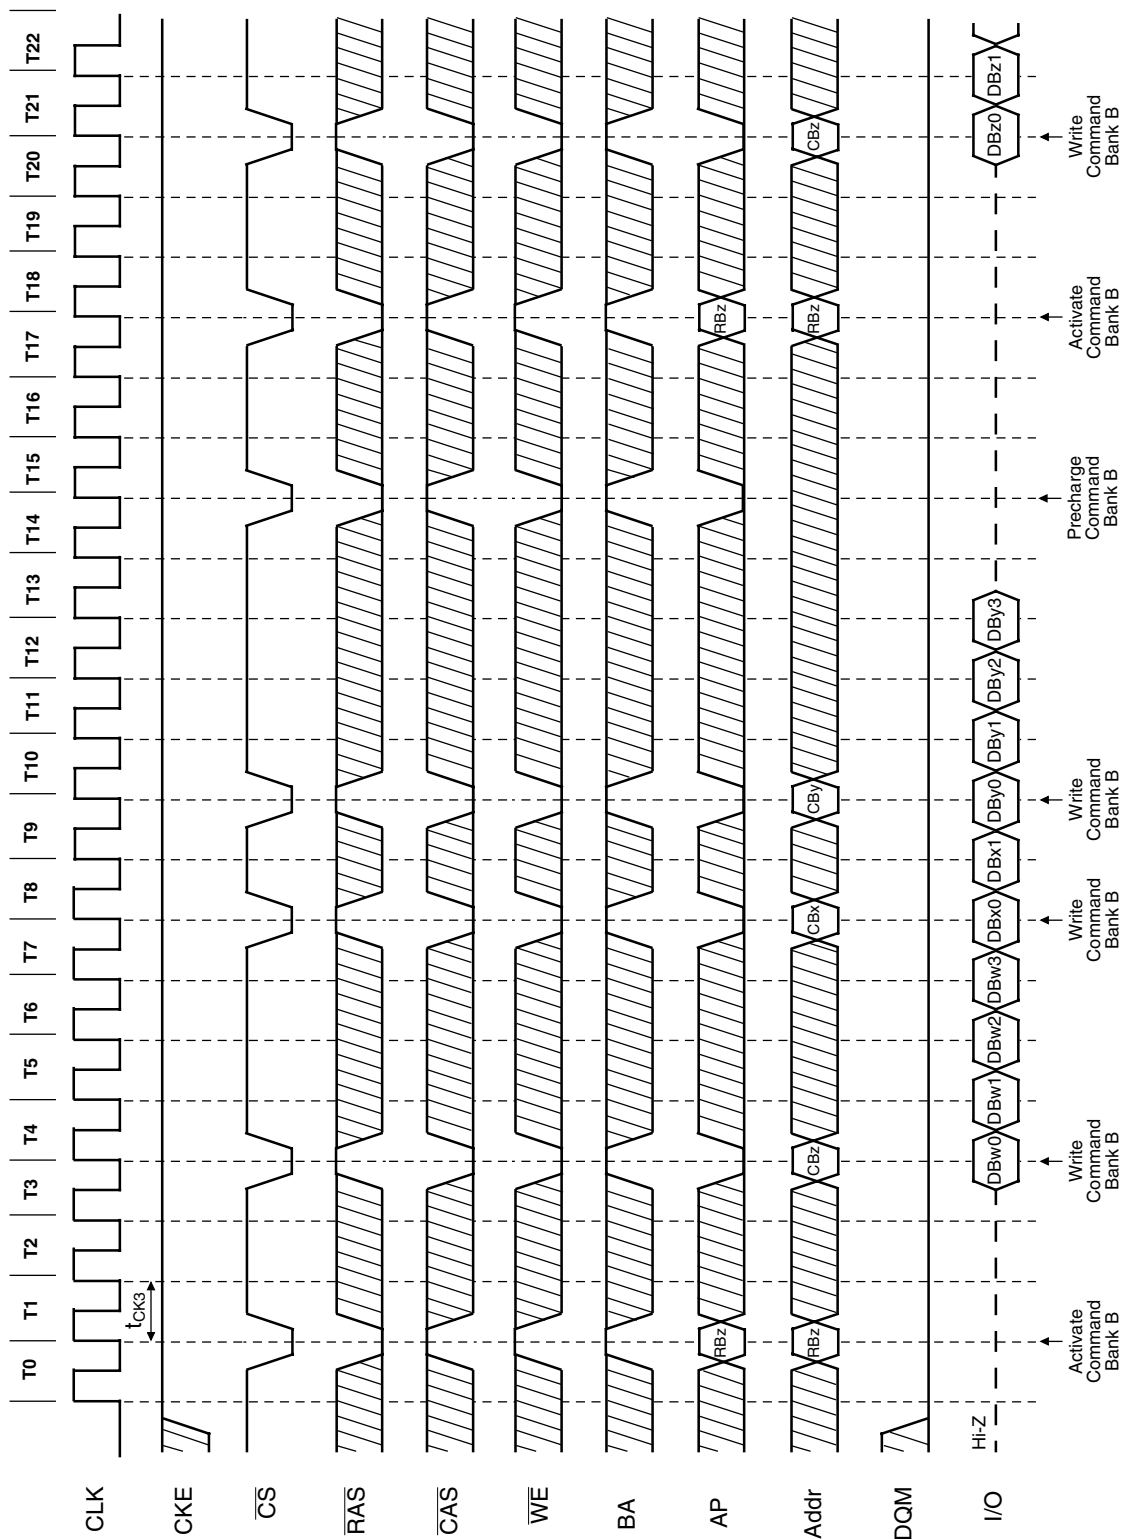 T0 T1 T2 T3 T4 T5 T6 T7 T8 T9 T10 T11 T12 T13 T14 T15 T16 T17 T18 T19 T20 T21 T22
CLK
tCK3
CKE
CS
RAS
CAS
WE
BA
AP RBz RBz
Addr RBz CBz CBx CBy RBz CBz
DQM
Hi-Z
I/O DBw0 DBw1 DBw2 DBw3 DBx0 DBx1 DBy0 DBy1 DBy2 DBy3 DBz0 DBz1
Activate
Command
Bank B
Write
Command
Bank B
Write
Command
Bank B
Write
Command
Bank B
Precharge
Command
Bank B
Activate
Command
Bank B
Write
Command
Bank B